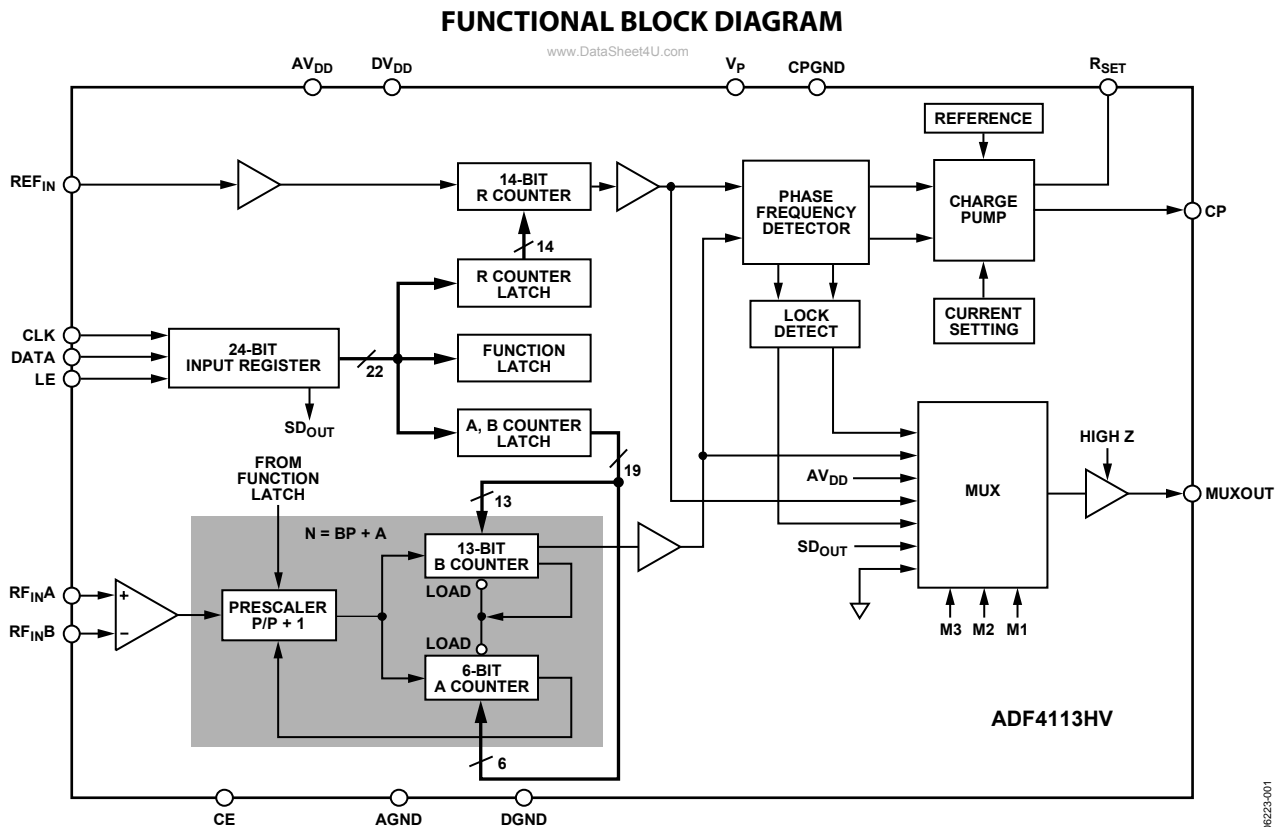 FUNCTIONAL BLOCK DIAGRAM
www.DataSheet4U.com
AVDD
DVDD
VP
CPGND
RSET
REFIN
14-BIT
R COUNTER
14
R COUNTER
LATCH
PHASE
FREQUENCY
DETECTOR
REFERENCE
CHARGE
PUMP
CP
CURRENT
SETTING
LOCK
DETECT
CLK
DATA
LE
24-BIT
INPUT REGISTER
22
SDOUT
FUNCTION
LATCH
A, B COUNTER
LATCH
19
13
FROM
FUNCTION
LATCH
N = BP + A
13-BIT
B COUNTER
LOAD
RFINA
RFINB
+
−
PRESCALER
P/P + 1
LOAD
6-BIT
A COUNTER
6
AVDD
SDOUT
MUX
M3
M2
M1
HIGH Z
MUXOUT
ADF4113HV
CE
AGND
DGND
06223-001